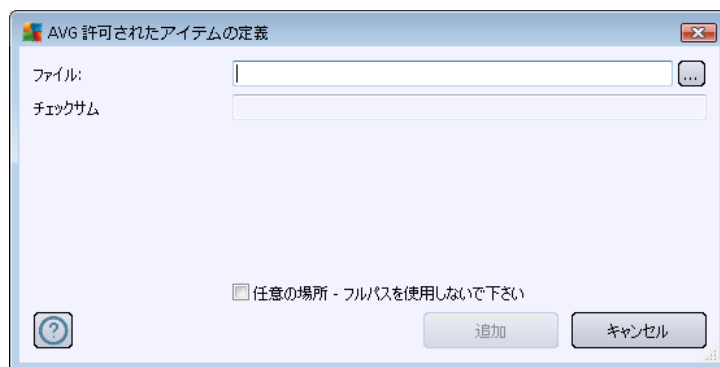 AVG 許可されたアイテムの定義
ファイル:
...
チェックサム
任意の場所 - フルパスを使用しないで下さい
?
追加
キャンセル